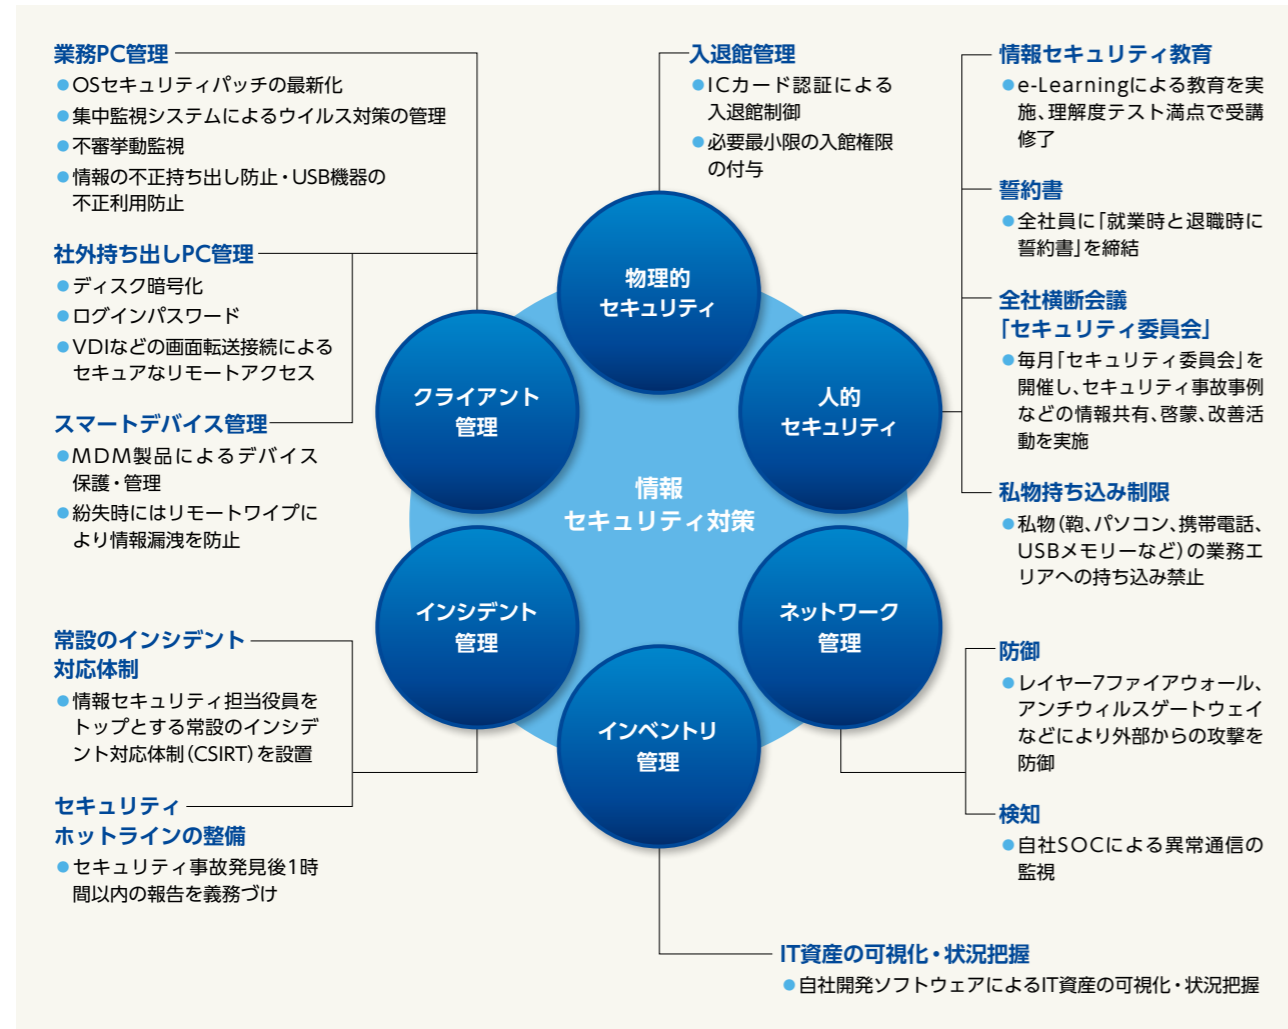 業務PC管理
●OSセキュリティパッチの最新化
●集中監視システムによるウイルス対策の管理
●不審挙動監視
●情報の不正持ち出し防止・USB機器の
不正利用防止
社外持ち出しPC管理
●ディスク暗号化
●ログインパスワード
●VDIなどの画面転送接続による
セキュアなリモートアクセス
スマートデバイス管理
●MDM製品によるデバイス
保護・管理
●紛失時にはリモートワイプに
より情報漏洩を防止
常設のインシデント
対応体制
●情報セキュリティ担当役員を
トップとする常設のインシデ
ント対応体制(CSIRT)を設置
セキュリティ
ホットラインの整備
●セキュリティ事故発見後1時
間以内の報告を義務づけ
入退館管理
●ICカード認証による
入退館制御
●必要最小限の入館権限
の付与
物理的
セキュリティ
クライアント
管理
人的
セキュリティ
情報
セキュリティ対策
インシデント
管理
ネットワーク
管理
インベントリ
管理
情報セキュリティ教育
●e-Learningによる教育を実
施、理解度テスト満点で受講
修了
誓約書
●全社員に「就業時と退職時に
誓約書」を締結
全社横断会議
「セキュリティ委員会」
●毎月「セキュリティ委員会」を
開催し、セキュリティ事故事例
などの情報共有、啓蒙、改善活
動を実施
私物持ち込み制限
●私物(鞄、パソコン、携帯電話、
USBメモリーなど)の業務エ
リアへの持ち込み禁止
防御
●レイヤー7ファイアウォール、
アンチウィルスゲートウェイ
などにより外部からの攻撃を
防御
検知
●自社SOCによる異常通信の
監視
IT資産の可視化・状況把握
●自社開発ソフトウェアによるIT資産の可視化・状況把握